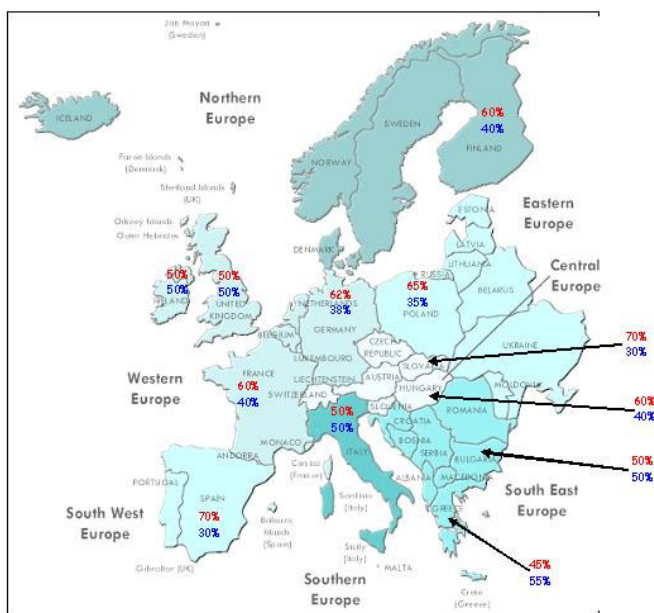 Jan Mayen
(Sweden)
Northern
Europe
ICELAND
SWEDEN
60%
40%
FINLAND
NORWAY
Faroe Islands
(Denmark)
Shetland Islands
(UK)
Orkney Islands
Outer Hebrides
Eastern
Europe
ESTONIA
LATVIA
LITHUANIA
DENMARK
Central
Europe
RUSSIA
BELARUS
50%
50%
IRELAND
50%
50%
UNITED
KINGDOM
62%
38%
NETHERLANDS
GERMANY
65%
35%
POLAND
BELGIUM
CZECH
REPUBLIC
UKRAINE
70%
30%
LUXEMBOURG
SLOVAKIA
Western
Europe
FRANCE
60%
40%
LIECHTENSTEIN
SWITZERLAND
AUSTRIA
HUNGARY
MOLDOVA
60%
40%
SLOVENIA
ROMANIA
50%
50%
ITALY
CROATIA
BOSNIA
SERBIA
BULGARIA
50%
50%
MONACO
ANDORRA
Corsica
(France)
ALBANIA
MACEDONIA
PORTUGAL
SPAIN
70%
30%
Sardinia
(Italy)
GREECE
South East
Europe
South West
Europe
Balearic
Islands
(Spain)
Gibraltar (UK)
Sicily
(Italy)
MALTA
45%
55%
Southern
Europe
Crete
(Greece)